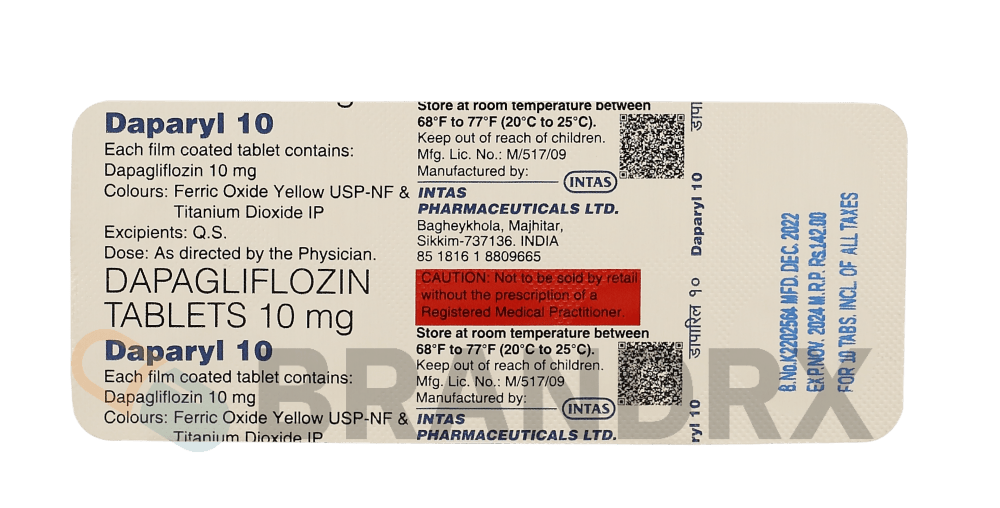 Daparyl 10
Each film coated tablet contains:
Dapagliflozin 10 mg
Colours: Ferric Oxide Yellow USP-NF &
Titanium Dioxide IP
Excipients: Q.S.
Dose: As directed by the Physician.
DAPAGLIFLOZIN
TABLETS 10 mg
Daparyl 10
Each film coated tablet contains:
Dapagliflozin 10 mg
Colours: Ferric Oxide Yellow USP-NF &
Titanium Dioxide IP
Store at room temperature between
68°F to 77°F (20°C to 25°C).
Keep out of reach of children.
Mfg. Lic. No.: M/517/09
Manufactured by:
INTAS
INTAS
PHARMACEUTICALS LTD.
Bagheykhola, Majhitar,
Sikkim-737136. INDIA
85 1816 1 8809665
CAUTION: Not to be sold by retail
without the prescription of a
Registered Medical Practitioner.
Store at room temperature between
68°F to 77°F (20°C to 25°C).
Keep out of reach of children.
Mfg. Lic. No.: M/517/09
Manufactured by:
INTAS
INTAS
PHARMACEUTICALS LTD.
डापा
Daparyl 10
डापारिल १०
ryl 10
B.No.K2202564 MFD. DEC. 2022
EXP.NOV. 2024 M.R.P. Rs.142.00
FOR 10 TABS. INCL. OF ALL TAXES
BRANDRX